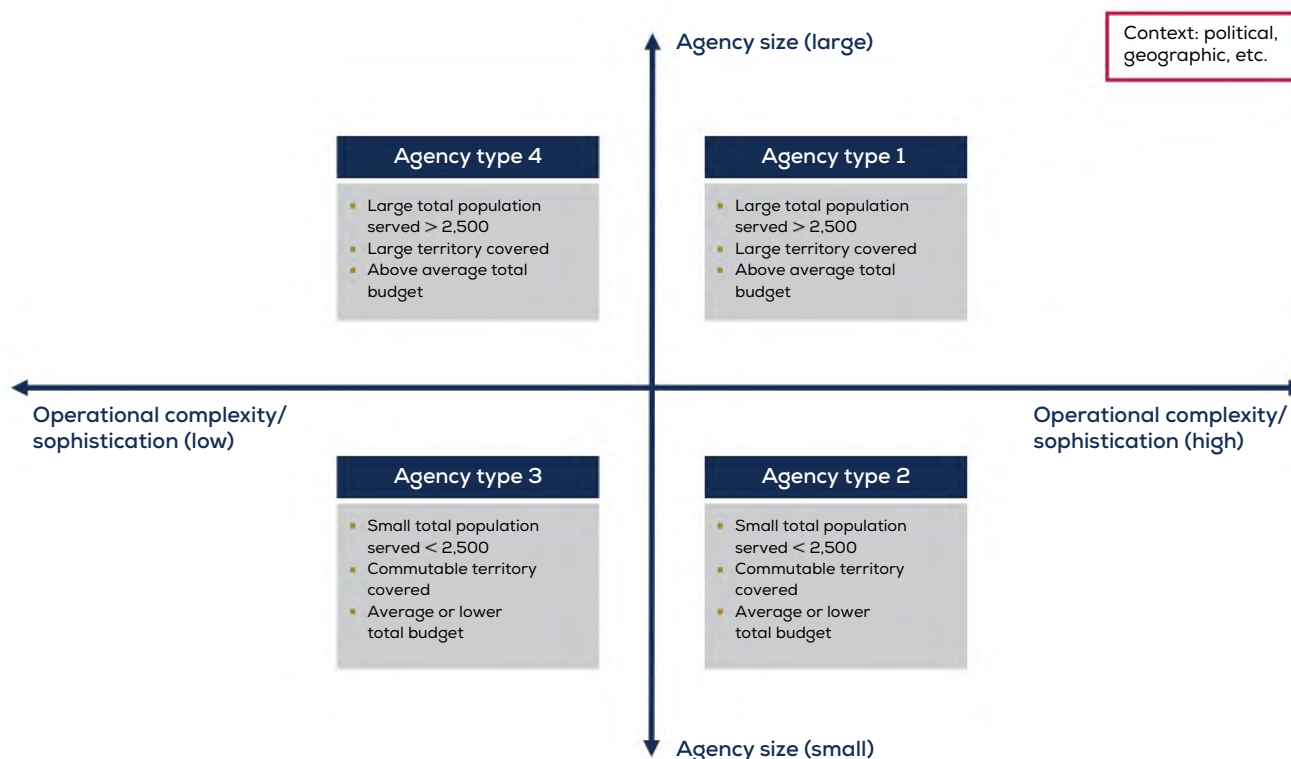 Agency size (large)
Context: political,
geographic, etc.
Agency type 4
Large total population
served > 2,500
Large territory covered
Above average total
budget
Agency type 1
Large total population
served > 2,500
Large territory covered
Above average total
budget
Operational complexity/
sophistication (low)
Operational complexity/
sophistication (high)
Agency type 3
Small total population
served < 2,500
Commutable territory
covered
Average or lower
total budget
Agency type 2
Small total population
served < 2,500
Commutable territory
covered
Average or lower
total budget
Agency size (small)